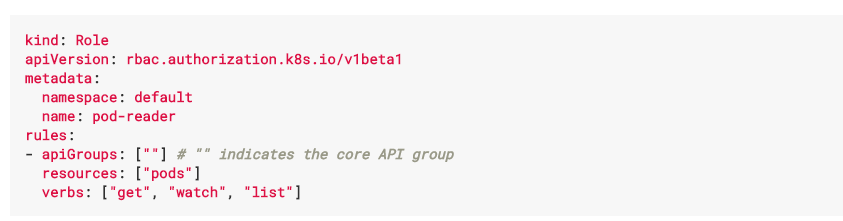 kind: Role
apiVersion: rbac.authorization.k8s.io/v1beta1
metadata:
  namespace: default
  name: pod-reader
rules:
- apiGroups: [""] # "" indicates the core API group
  resources: ["pods"]
  verbs: ["get", "watch", "list"]